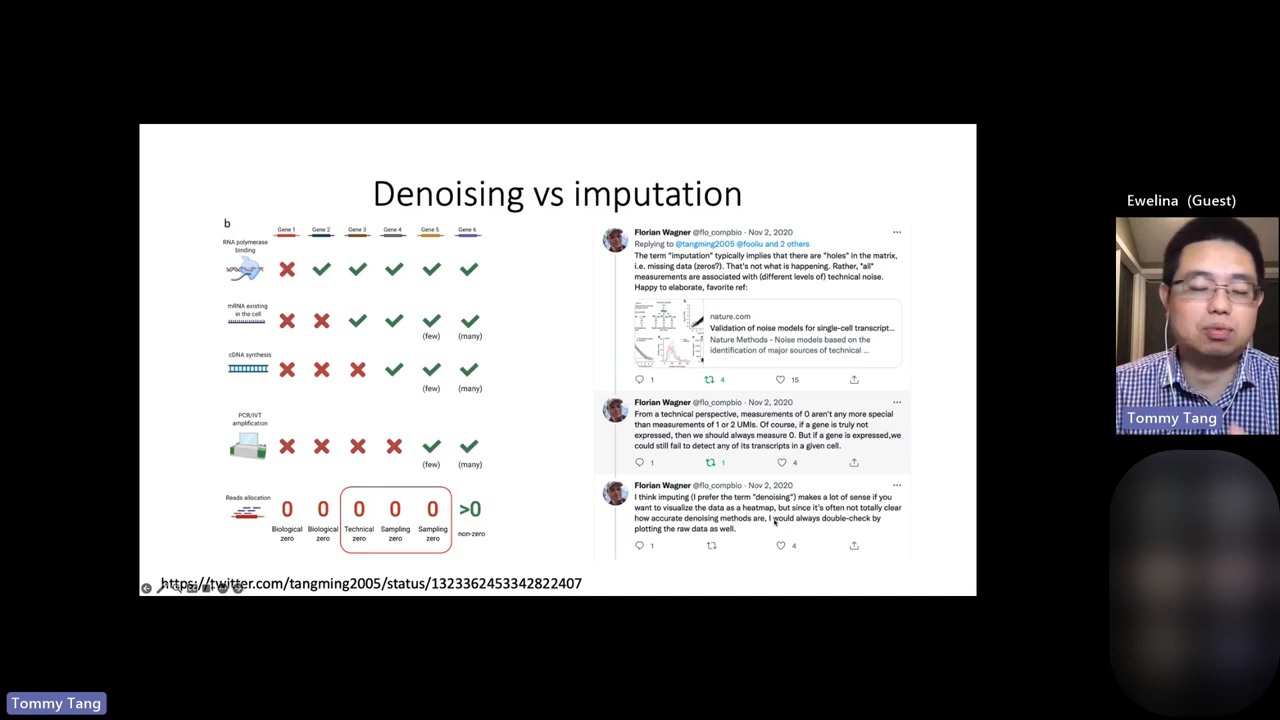 Denoising vs imputation
b
Gene 1 Gene 2 Gene 3 Gene 4 Gene 5 Gene 6
RNA polymerase
binding
mRNA existing
in the cell
(few) (many)
cDNA synthesis
(few) (many)
PCR/IVT
amplification
(few) (many)
Reads allocation
0 0 0 0 0 >0
Biological zero
Biological zero
Technical zero
Sampling zero
Sampling zero
non-zero
https://twitter.com/tangming2005/status/1323362453342822407
Florian Wagner @flo_compbio · Nov 2, 2020
Replying to @tangming2005 @fooliu and 2 others
The term "imputation" typically implies that there are "holes" in the matrix,
i.e. missing data (zeros?). That's not what is happening. Rather, *all*
measurements are associated with (different levels of) technical noise.
Happy to elaborate, favorite ref:
nature.com
Validation of noise models for single-cell transcript...
Nature Methods - Noise models based on the
identification of major sources of technical ...
1 4 15
Florian Wagner @flo_compbio · Nov 2, 2020
From a technical perspective, measurements of 0 aren't any more special
than measurements of 1 or 2 UMIs. Of course, if a gene is truly not
expressed, then we should always measure 0. But if a gene is expressed,we
could still fail to detect any of its transcripts in a given cell.
1 1 4
Florian Wagner @flo_compbio · Nov 2, 2020
I think imputing (I prefer the term "denoising") makes a lot of sense if you
want to visualize the data as a heatmap, but since it's often not totally clear
how accurate denoising methods are, I would always double-check by
plotting the raw data as well.
1 4
Ewelina (Guest)
Tommy Tang
Tommy Tang